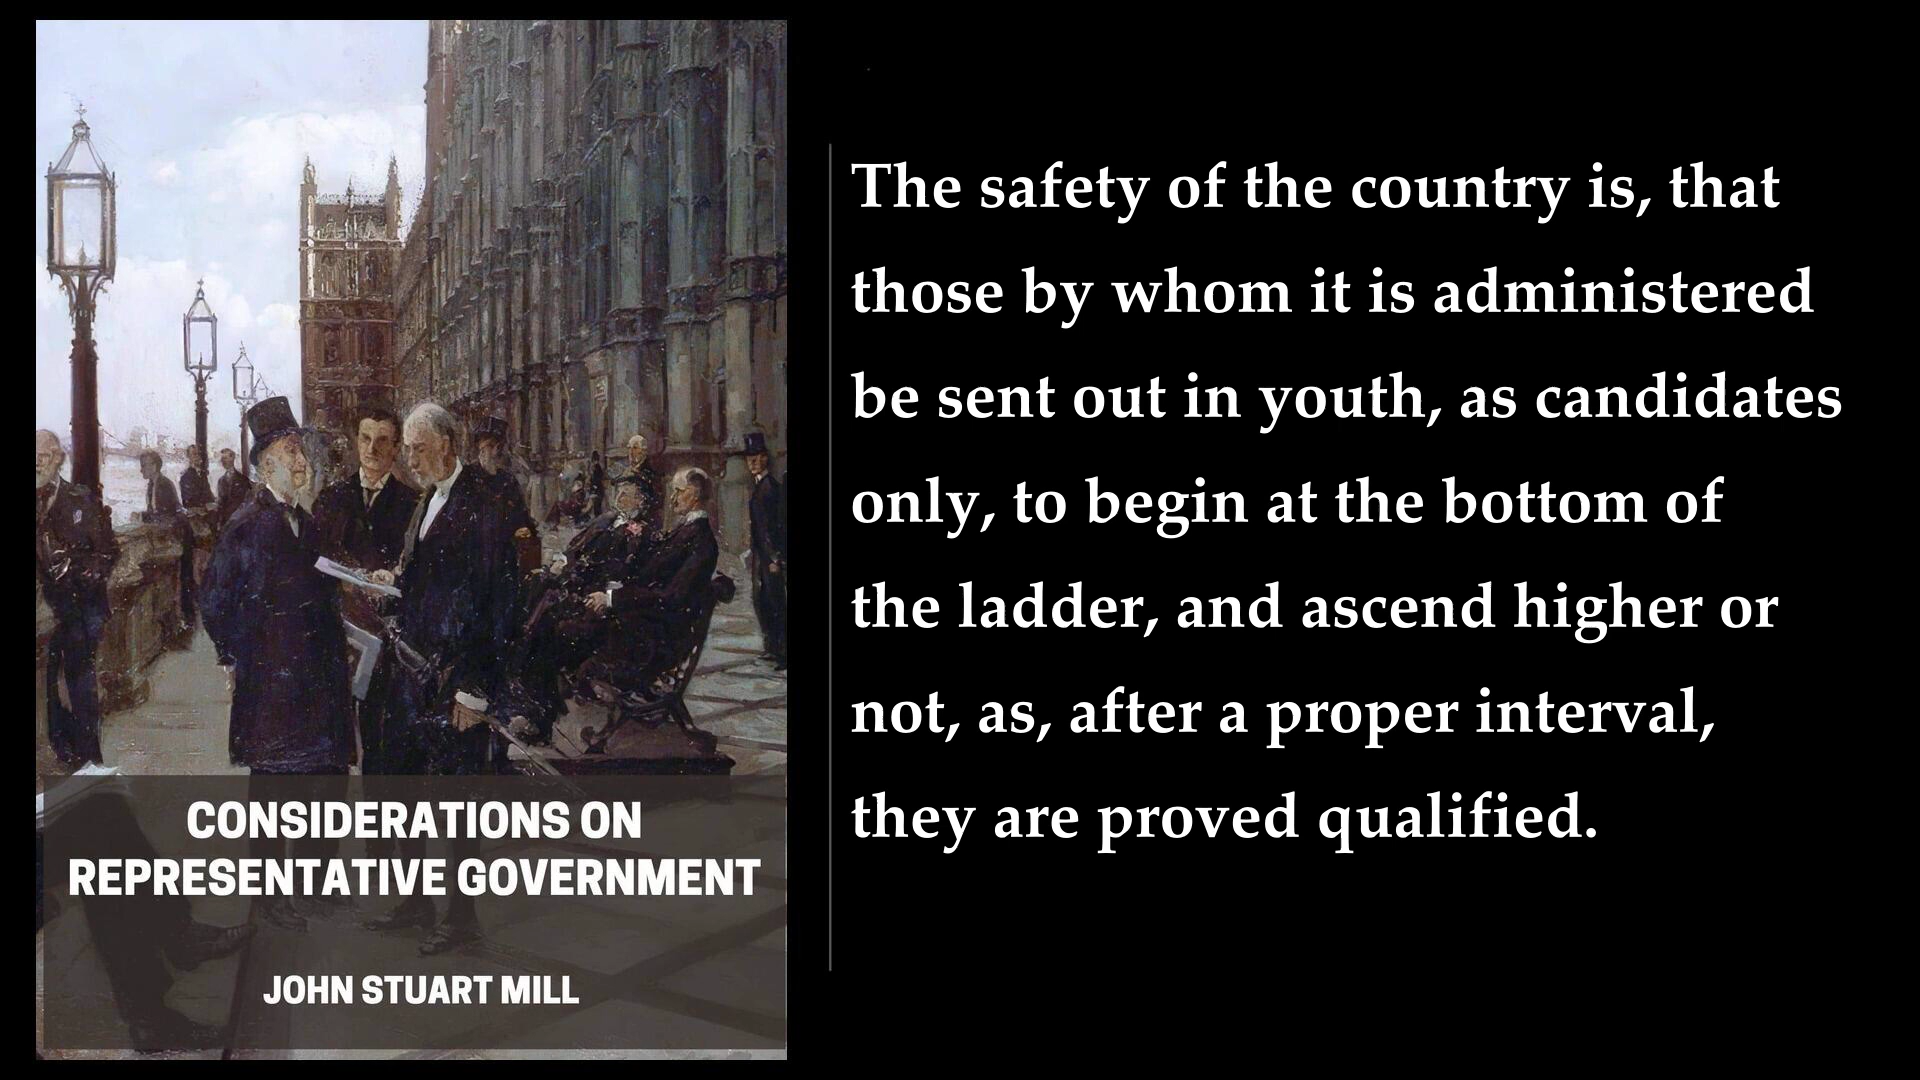 CONSIDERATIONS ON
REPRESENTATIVE GOVERNMENT
JOHN STUART MILL
The safety of the country is, that
those by whom it is administered
be sent out in youth, as candidates
only, to begin at the bottom of
the ladder, and ascend higher or
not, as, after a proper interval,
they are proved qualified.